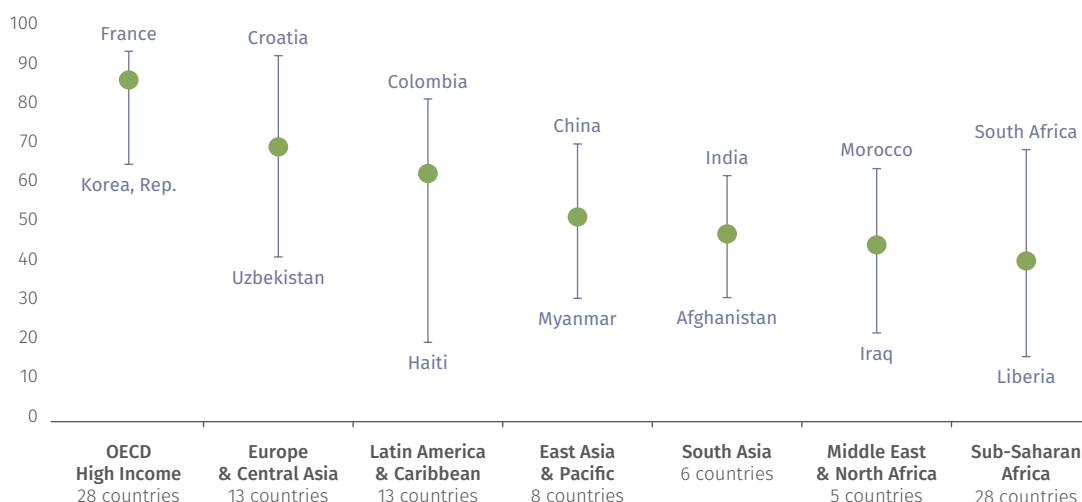 100
90
80
70
60
50
40
30
20
10
0
France
Korea, Rep.
Croatia
Uzbekistan
Colombia
Haiti
China
Myanmar
India
Afghanistan
Morocco
Iraq
South Africa
Liberia
OECD
High Income
28 countries
Europe
& Central Asia
13 countries
Latin America
& Caribbean
13 countries
East Asia
& Pacific
8 countries
South Asia
6 countries
Middle East
& North Africa
5 countries
Sub-Saharan
Africa
28 countries